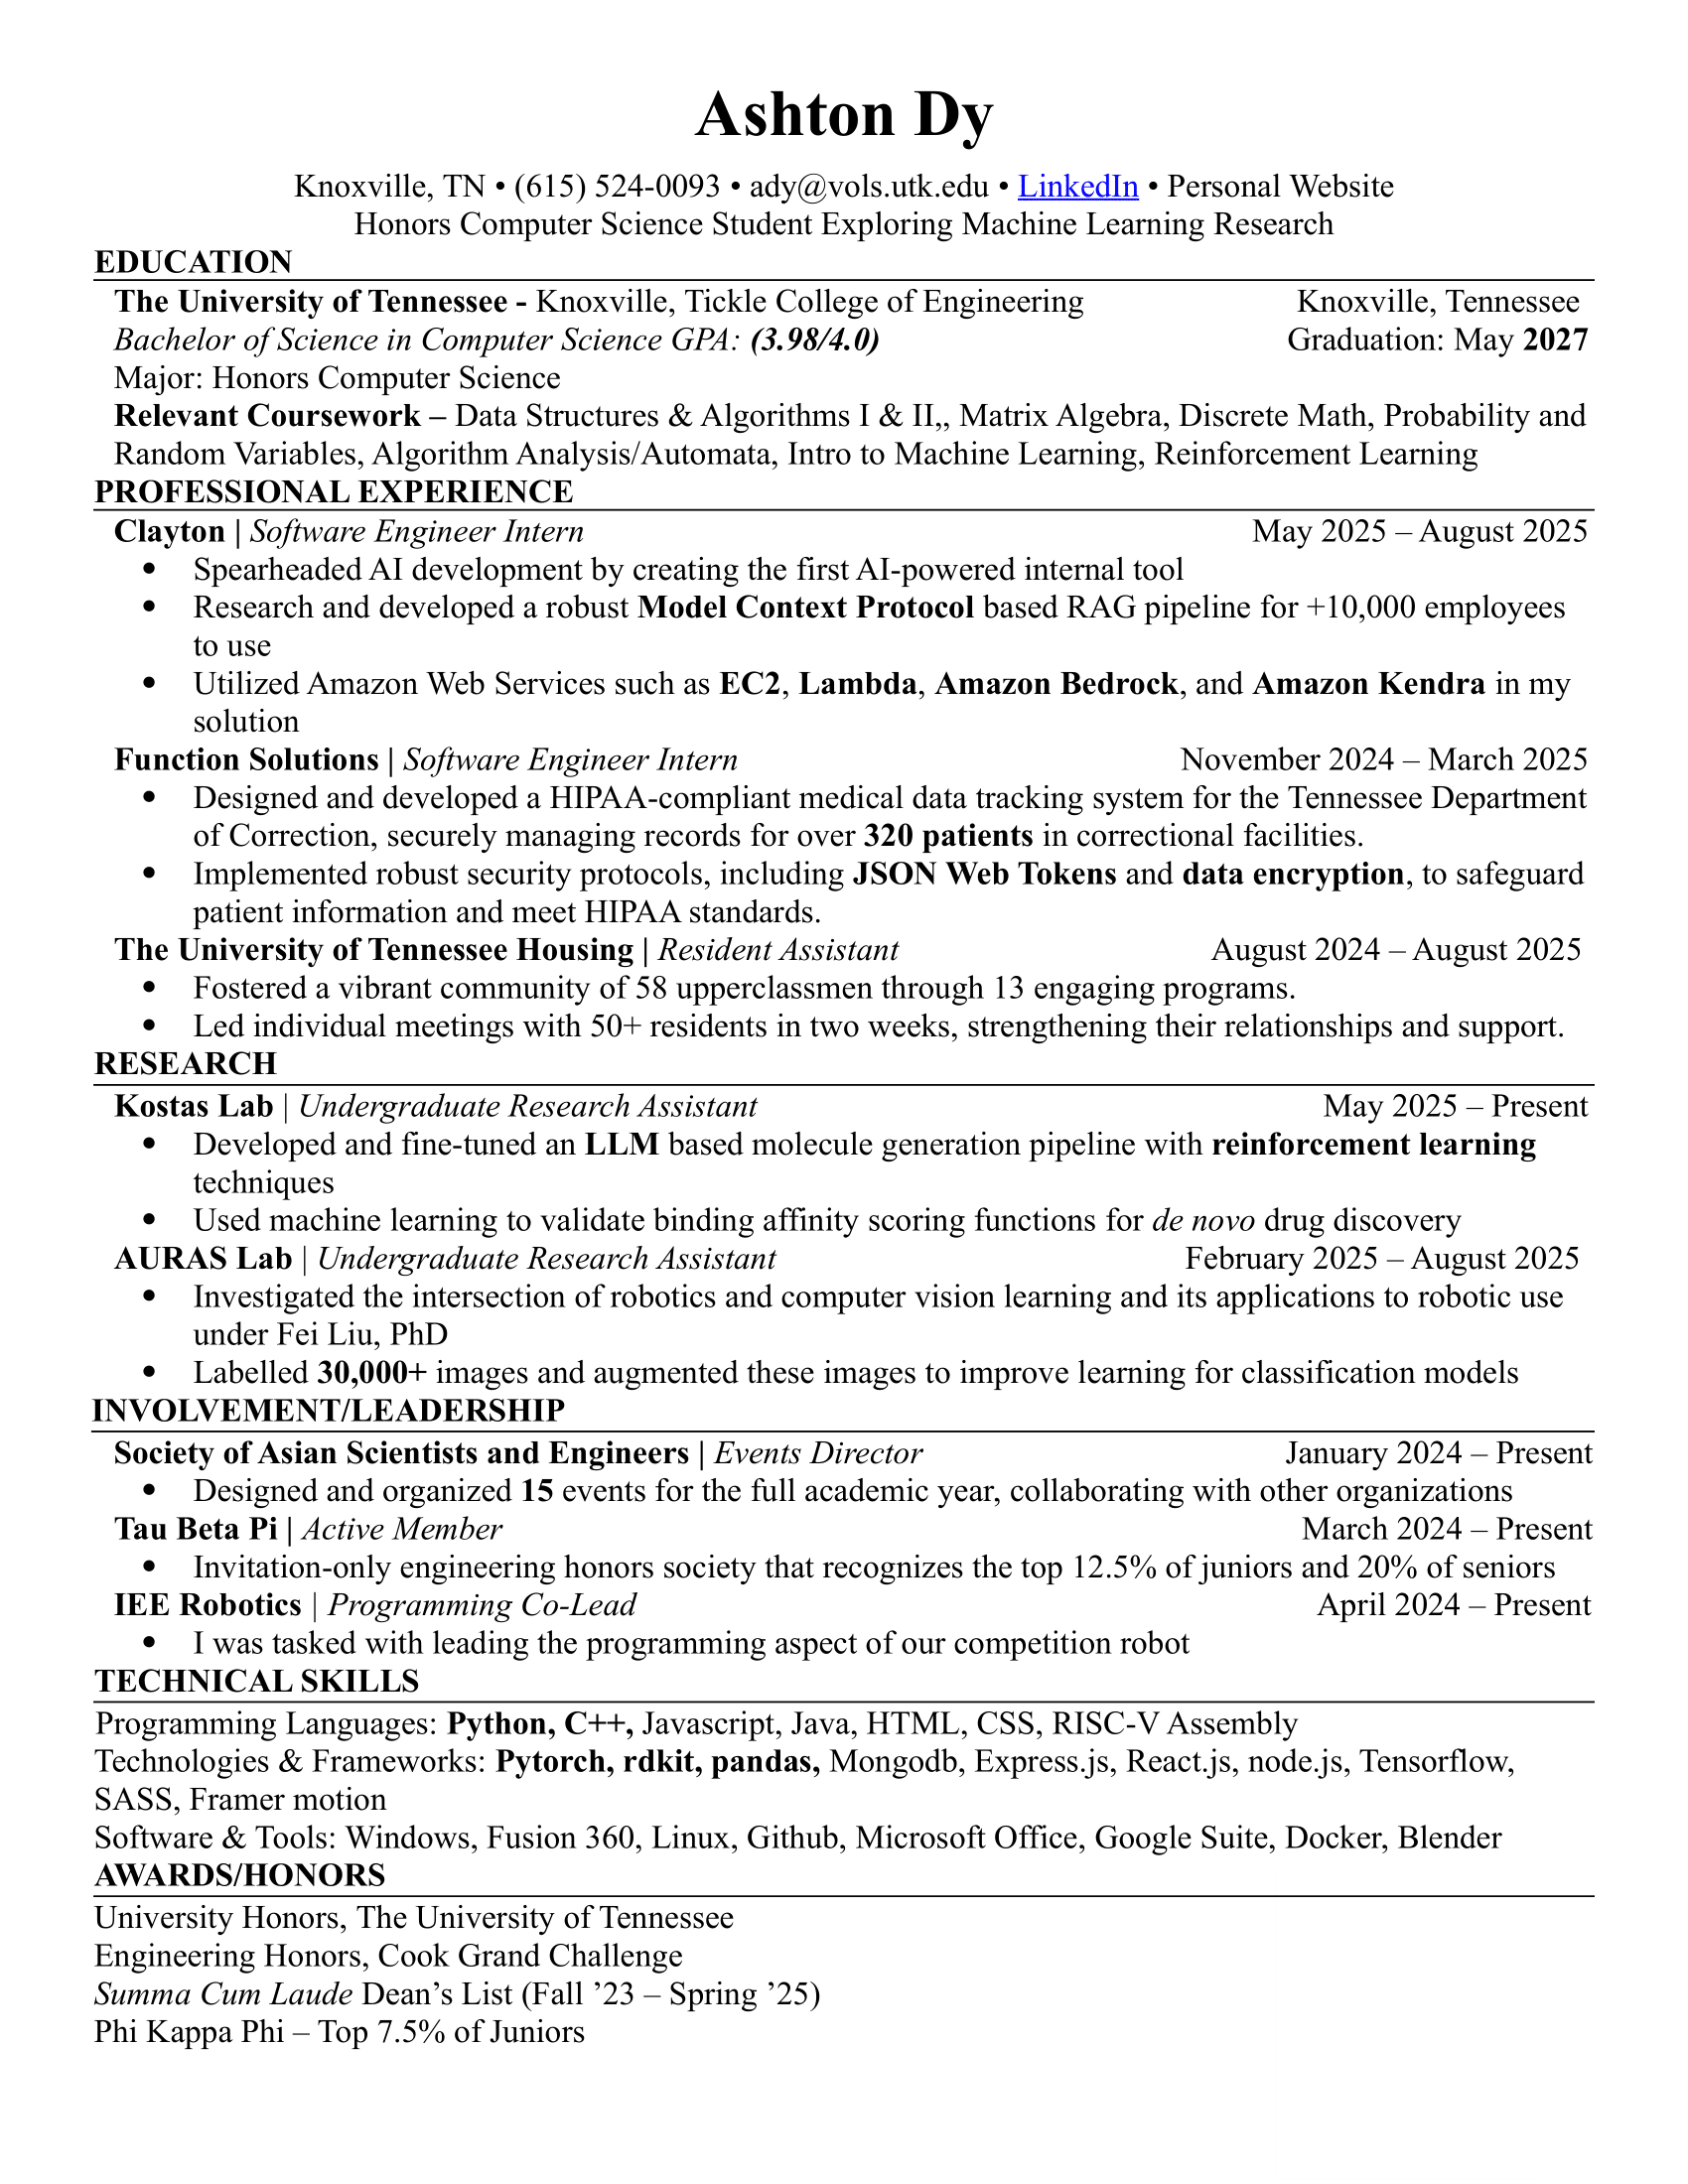 Ashton Dy
Knoxville, TN • (615) 524-0093 • ady@vols.utk.edu • LinkedIn • Personal Website
Honors Computer Science Student Exploring Machine Learning Research
EDUCATION
The University of Tennessee - Knoxville, Tickle College of Engineering Knoxville, Tennessee
Bachelor of Science in Computer Science GPA: (3.98/4.0) Graduation: May 2027
Major: Honors Computer Science
Relevant Coursework – Data Structures & Algorithms I & II,, Matrix Algebra, Discrete Math, Probability and
Random Variables, Algorithm Analysis/Automata, Intro to Machine Learning, Reinforcement Learning
PROFESSIONAL EXPERIENCE
Clayton | Software Engineer Intern May 2025 – August 2025
• Spearheaded AI development by creating the first AI-powered internal tool
• Research and developed a robust Model Context Protocol based RAG pipeline for +10,000 employees
to use
• Utilized Amazon Web Services such as EC2, Lambda, Amazon Bedrock, and Amazon Kendra in my
solution
Function Solutions | Software Engineer Intern November 2024 – March 2025
• Designed and developed a HIPAA-compliant medical data tracking system for the Tennessee Department
of Correction, securely managing records for over 320 patients in correctional facilities.
• Implemented robust security protocols, including JSON Web Tokens and data encryption, to safeguard
patient information and meet HIPAA standards.
The University of Tennessee Housing | Resident Assistant August 2024 – August 2025
• Fostered a vibrant community of 58 upperclassmen through 13 engaging programs.
• Led individual meetings with 50+ residents in two weeks, strengthening their relationships and support.
RESEARCH
Kostas Lab | Undergraduate Research Assistant May 2025 – Present
• Developed and fine-tuned an LLM based molecule generation pipeline with reinforcement learning
techniques
• Used machine learning to validate binding affinity scoring functions for de novo drug discovery
AURAS Lab | Undergraduate Research Assistant February 2025 – August 2025
• Investigated the intersection of robotics and computer vision learning and its applications to robotic use
under Fei Liu, PhD
• Labelled 30,000+ images and augmented these images to improve learning for classification models
INVOLVEMENT/LEADERSHIP
Society of Asian Scientists and Engineers | Events Director January 2024 – Present
• Designed and organized 15 events for the full academic year, collaborating with other organizations
Tau Beta Pi | Active Member March 2024 – Present
• Invitation-only engineering honors society that recognizes the top 12.5% of juniors and 20% of seniors
IEE Robotics | Programming Co-Lead April 2024 – Present
• I was tasked with leading the programming aspect of our competition robot
TECHNICAL SKILLS
Programming Languages: Python, C++, Javascript, Java, HTML, CSS, RISC-V Assembly
Technologies & Frameworks: Pytorch, rdkit, pandas, Mongodb, Express.js, React.js, node.js, Tensorflow,
SASS, Framer motion
Software & Tools: Windows, Fusion 360, Linux, Github, Microsoft Office, Google Suite, Docker, Blender
AWARDS/HONORS
University Honors, The University of Tennessee
Engineering Honors, Cook Grand Challenge
Summa Cum Laude Dean’s List (Fall ’23 – Spring ’25)
Phi Kappa Phi – Top 7.5% of Juniors